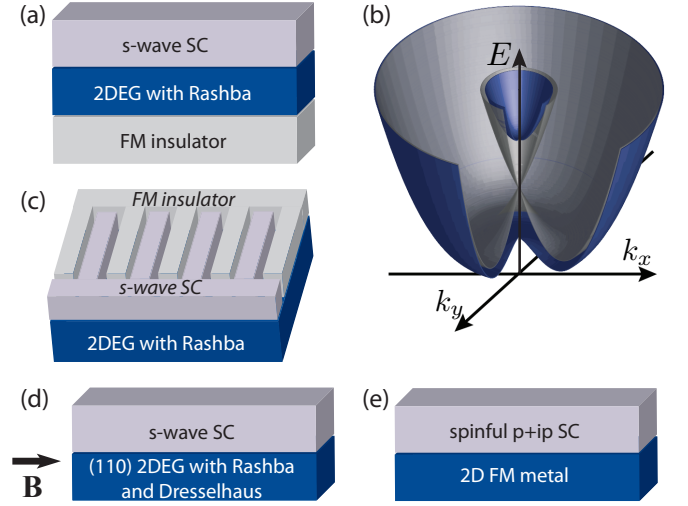 (a)
s-wave SC
2DEG with Rashba
FM insulator
(b)
E
k_x
k_y
(c)
FM insulator
s-wave SC
2DEG with Rashba
(d)
s-wave SC
B
(110) 2DEG with Rashba
and Dresselhaus
(e)
spinful p+ip SC
2D FM metal